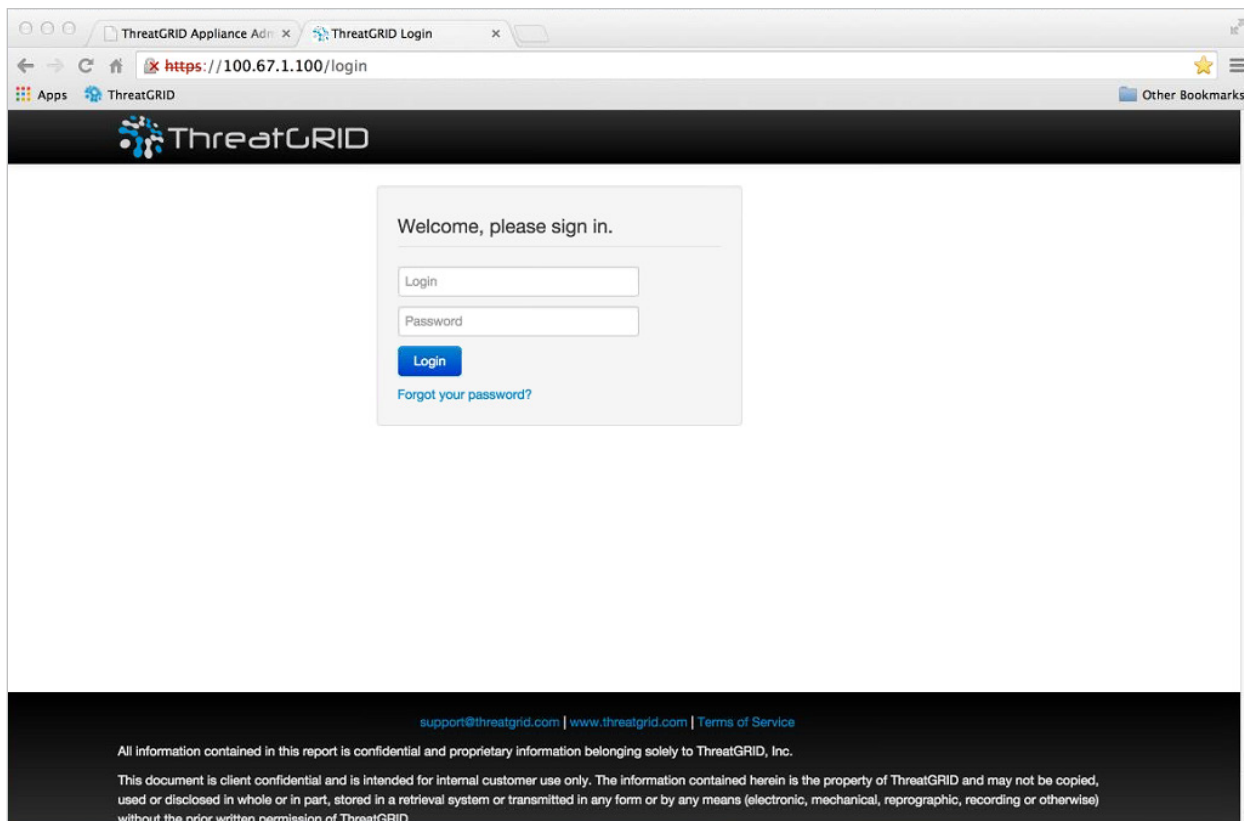 ThreatGRID Appliance Adn
ThreatGRID Login
https://100.67.1.100/login
Apps
ThreatGRID
Other Bookmarks
ThreatGRID
Welcome, please sign in.
Login
Password
Login
Forgot your password?
support@threatgrid.com | www.threatgrid.com | Terms of Service
All information contained in this report is confidential and proprietary information belonging solely to ThreatGRID, Inc.
This document is client confidential and is intended for internal customer use only. The information contained herein is the property of ThreatGRID and may not be copied,
used or disclosed in whole or in part, stored in a retrieval system or transmitted in any form or by any means (electronic, mechanical, reprographic, recording or otherwise)
without the prior written permission of ThreatGRID.